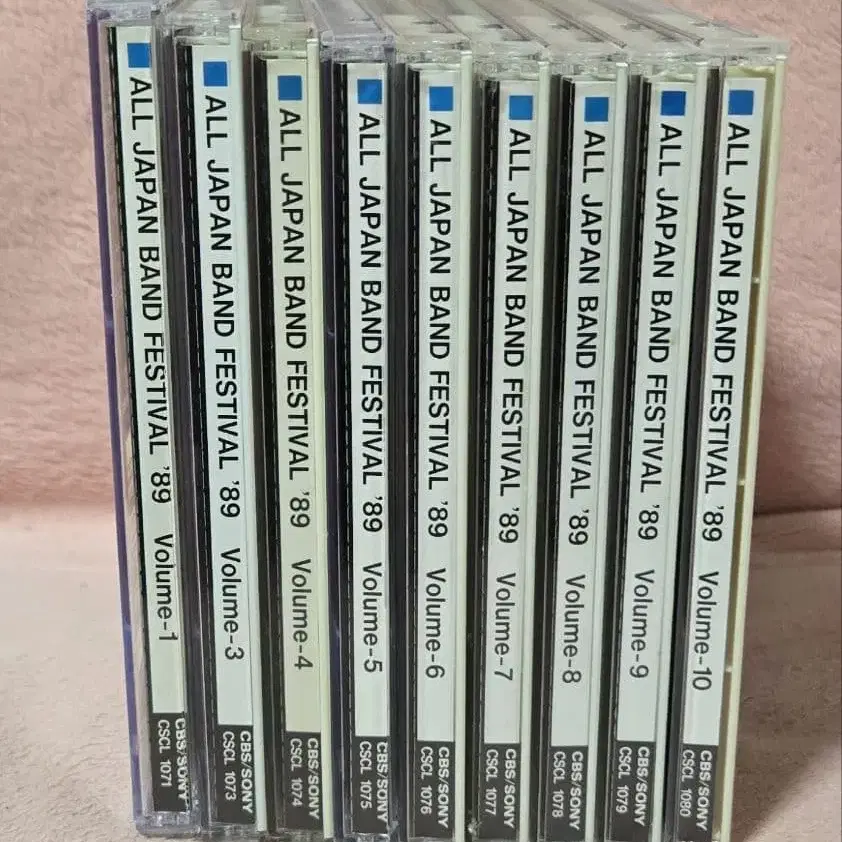 ALL JAPAN BAND FESTIVAL '89 Volume-1
CBS/SONY
CSCL 1071
ALL JAPAN BAND FESTIVAL '89 Volume-3
CBS/SONY
CSCL 1073
ALL JAPAN BAND FESTIVAL '89 Volume-4
CBS/SONY
CSCL 1074
ALL JAPAN BAND FESTIVAL '89 Volume-5
CBS/SONY
CSCL 1075
ALL JAPAN BAND FESTIVAL '89 Volume-6
CBS/SONY
CSCL 1076
ALL JAPAN BAND FESTIVAL '89 Volume-7
CBS/SONY
CSCL 1077
ALL JAPAN BAND FESTIVAL '89 Volume-8
CBS/SONY
CSCL 1078
ALL JAPAN BAND FESTIVAL '89 Volume-9
CBS/SONY
CSCL 1079
ALL JAPAN BAND FESTIVAL '89 Volume-10
CBS/SONY
CSCL 1080